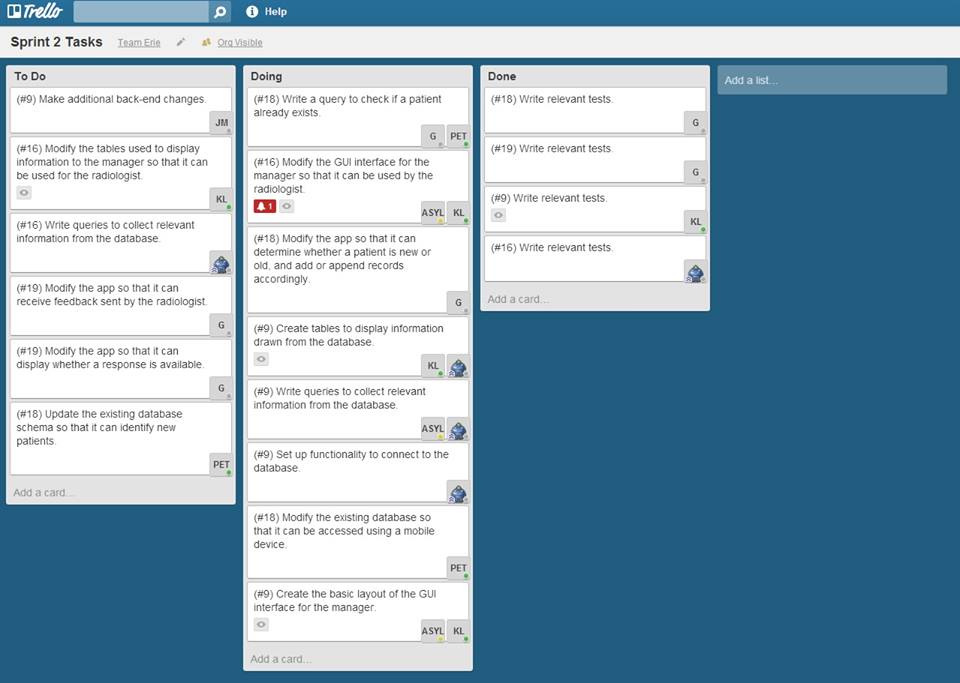 Trello
Help
Sprint 2 Tasks
Team Erie
Org Visible
To Do
(#9) Make additional back-end changes.
JM
(#16) Modify the tables used to display
information to the manager so that it can
be used for the radiologist.
KL
(#16) Write queries to collect relevant
information from the database.
(#19) Modify the app so that it can
receive feedback sent by the radiologist.
G
(#19) Modify the app so that it can
display whether a response is available.
G
(#18) Update the existing database
schema so that it can identify new
patients.
PET
Add a card...
Doing
(#18) Write a query to check if a patient
already exists.
G PET
(#16) Modify the GUI interface for the
manager so that it can be used by the
radiologist.
1
ASYL KL
(#18) Modify the app so that it can
determine whether a patient is new or
old, and add or append records
accordingly.
G
(#9) Create tables to display information
drawn from the database.
KL
(#9) Write queries to collect relevant
information from the database.
ASYL
(#9) Set up functionality to connect to the
database.
(#18) Modify the existing database so
that it can be accessed using a mobile
device.
PET
(#9) Create the basic layout of the GUI
interface for the manager.
ASYL KL
Add a card...
Done
(#18) Write relevant tests.
G
(#19) Write relevant tests.
G
(#9) Write relevant tests.
KL
(#16) Write relevant tests.
Add a card...
Add a list...